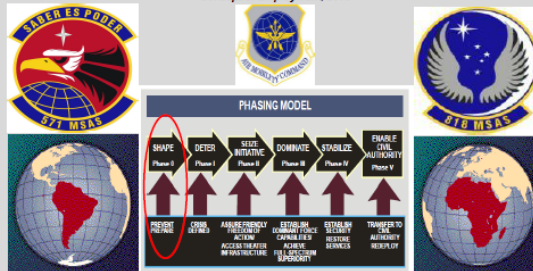 SABER ES PODER
571 MSAS
AIR MOBILITY COMMAND
818 MSAS
PHASING MODEL
SHAPE
Phase 0
DETER
Phase I
SEIZE
INITIATIVE
Phase II
DOMINATE
Phase III
STABILIZE
Phase IV
ENABLE
CIVIL
AUTHORITY
Phase V
PREVENT
PREPARE
CRISIS
DEFINED
ASSURE FRIENDLY
FREEDOM OF
ACTION/
ACCESS THEATER
INFRASTRUCTURE
ESTABLISH
DOMINANT FORCE
CAPABILITIES/
ACHIEVE
FULL-SPECTRUM
SUPERIORITY
ESTABLISH
SECURITY
RESTORE
SERVICES
TRANSFER TO
CIVIL
AUTHORITY
REDEPLOY